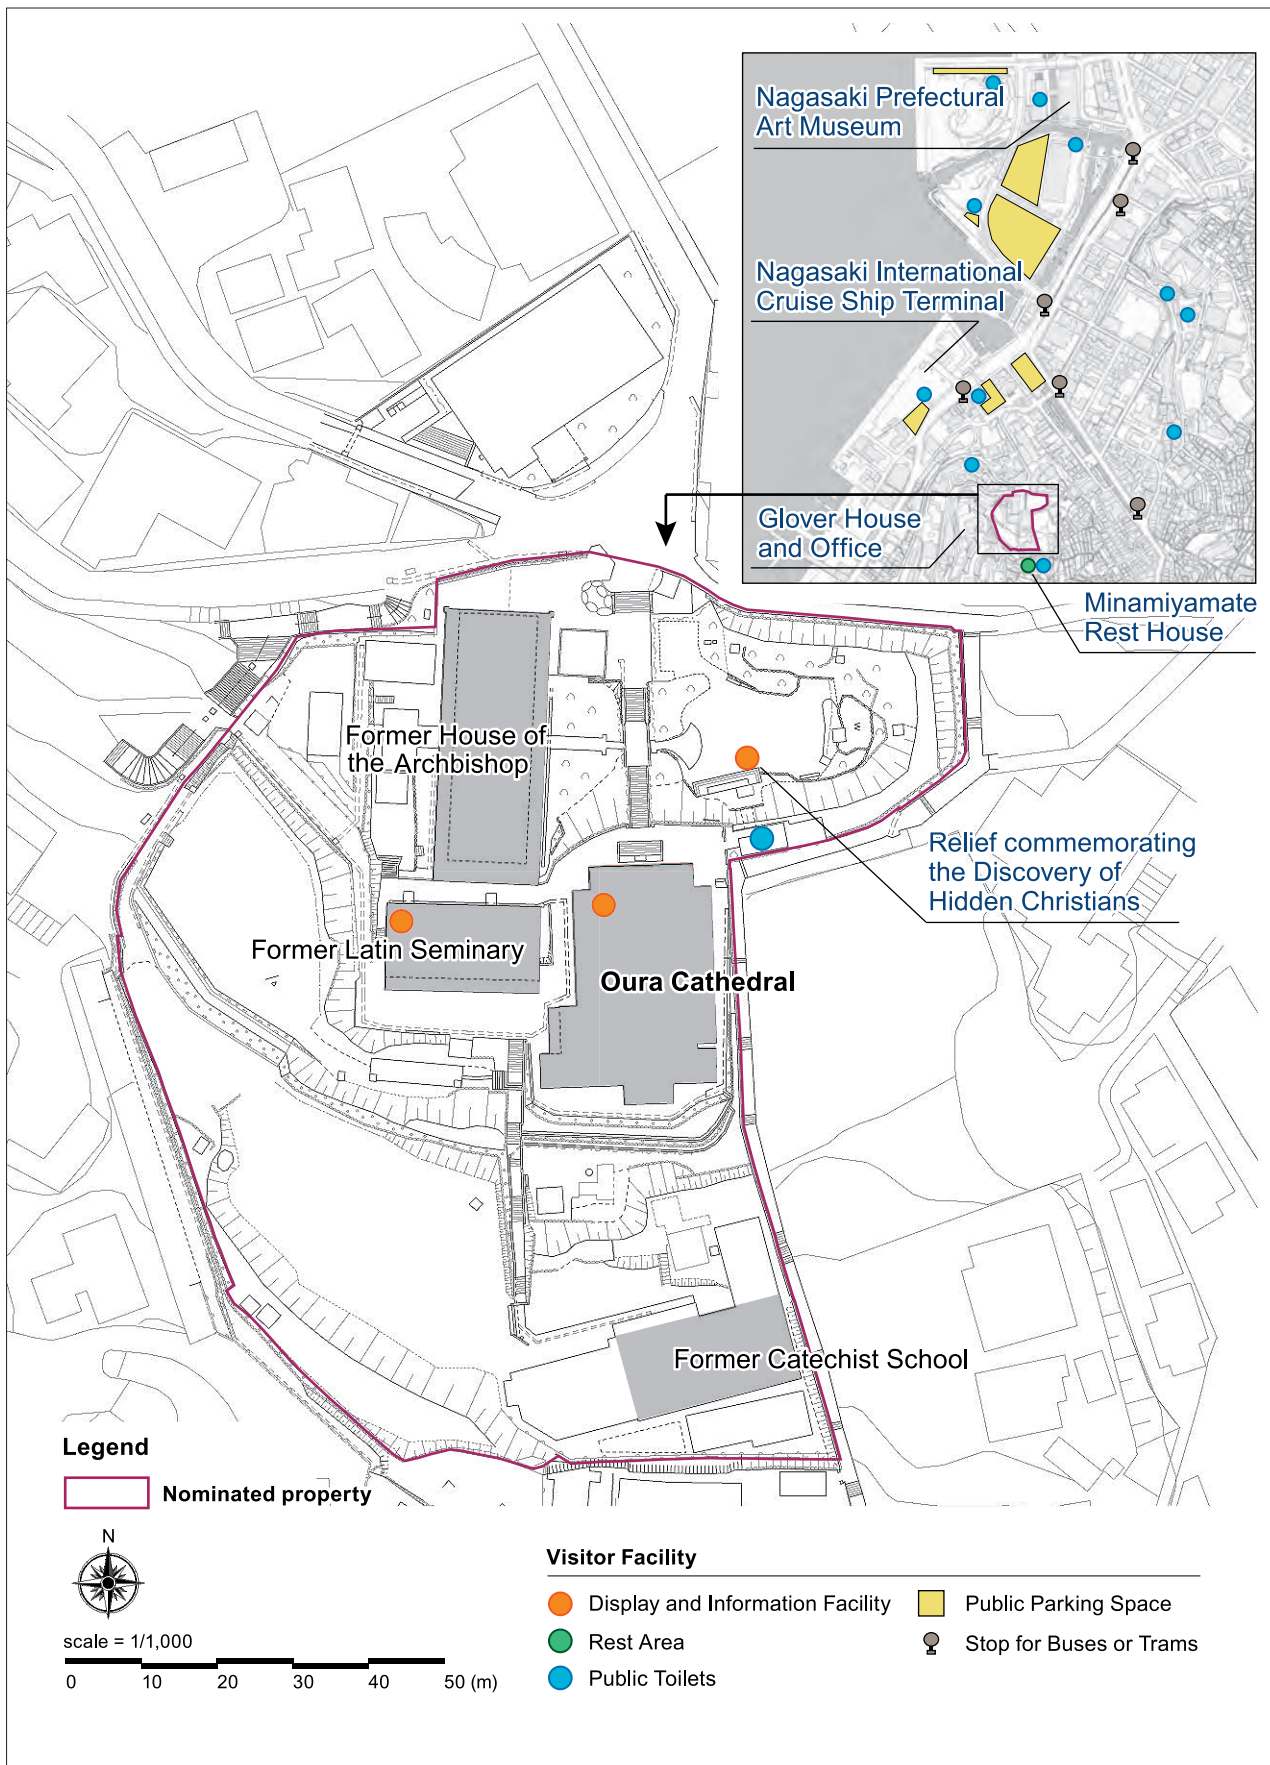 Nagasaki Prefectural
Art Museum
Nagasaki International
Cruise Ship Terminal
Glover House
and Office
Minamiyamate
Rest House
Former House of
the Archbishop
W
Relief commemorating
the Discovery of
Hidden Christians
Former Latin Seminary
Oura Cathedral
Former Catechist School
Legend
Nominated property
N
scale = 1/1,000
0 10 20 30 40 50 (m)
Visitor Facility
Display and Information Facility
Rest Area
Public Toilets
Public Parking Space
Stop for Buses or Trams